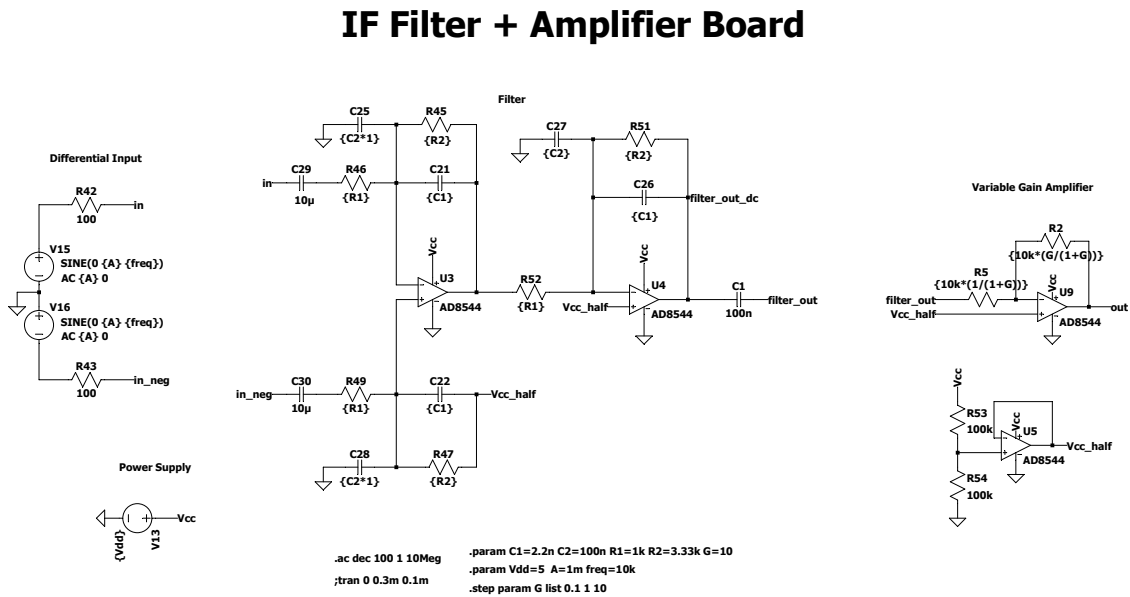 IF Filter + Amplifier Board
Filter
C25
{C2*1}
R45
{R2}
C27
{C2}
R51
{R2}
Differential Input
C29
10µ
in
R46
{R1}
C21
{C1}
C26
{C1}
filter_out_dc
Variable Gain Amplifier
R42
100
in
V15
SINE(0 {A} {freq})
AC {A} 0
V16
SINE(0 {A} {freq})
AC {A} 0
R43
100
in_neg
Vcc
U3
AD8544
R52
{R1}
Vcc
U4
AD8544
Vcc_half
C1
100n
filter_out
R2
{10k*(G/(1+G))}
R5
{10k*(1/(1+G))}
Vcc
U9
AD8544
filter_out
Vcc_half
out
in_neg
C30
10µ
R49
{R1}
C22
{C1}
Vcc_half
C28
{C2*1}
R47
{R2}
Vcc
R53
100k
Vcc
U5
AD8544
Vcc_half
R54
100k
Power Supply
Vcc
V13
{Vdd}
.ac dec 100 1 10Meg
;tran 0 0.3m 0.1m
.param C1=2.2n C2=100n R1=1k R2=3.33k G=10
.param Vdd=5 A=1m freq=10k
.step param G list 0.1 1 10